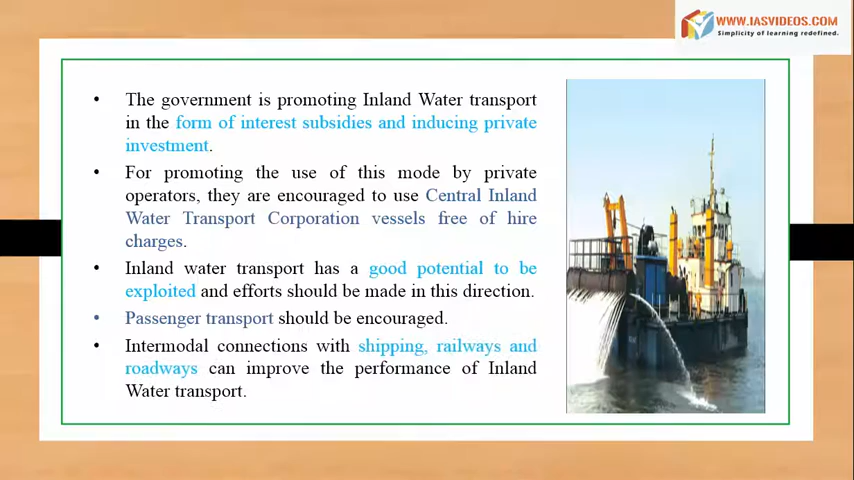 WWW.IASVIDEOS.COM
Simplicity of learning redefined.
• The government is promoting Inland Water transport
in the form of interest subsidies and inducing private
investment.
• For promoting the use of this mode by private
operators, they are encouraged to use Central Inland
Water Transport Corporation vessels free of hire
charges.
• Inland water transport has a good potential to be
exploited and efforts should be made in this direction.
• Passenger transport should be encouraged.
• Intermodal connections with shipping, railways and
roadways can improve the performance of Inland
Water transport.